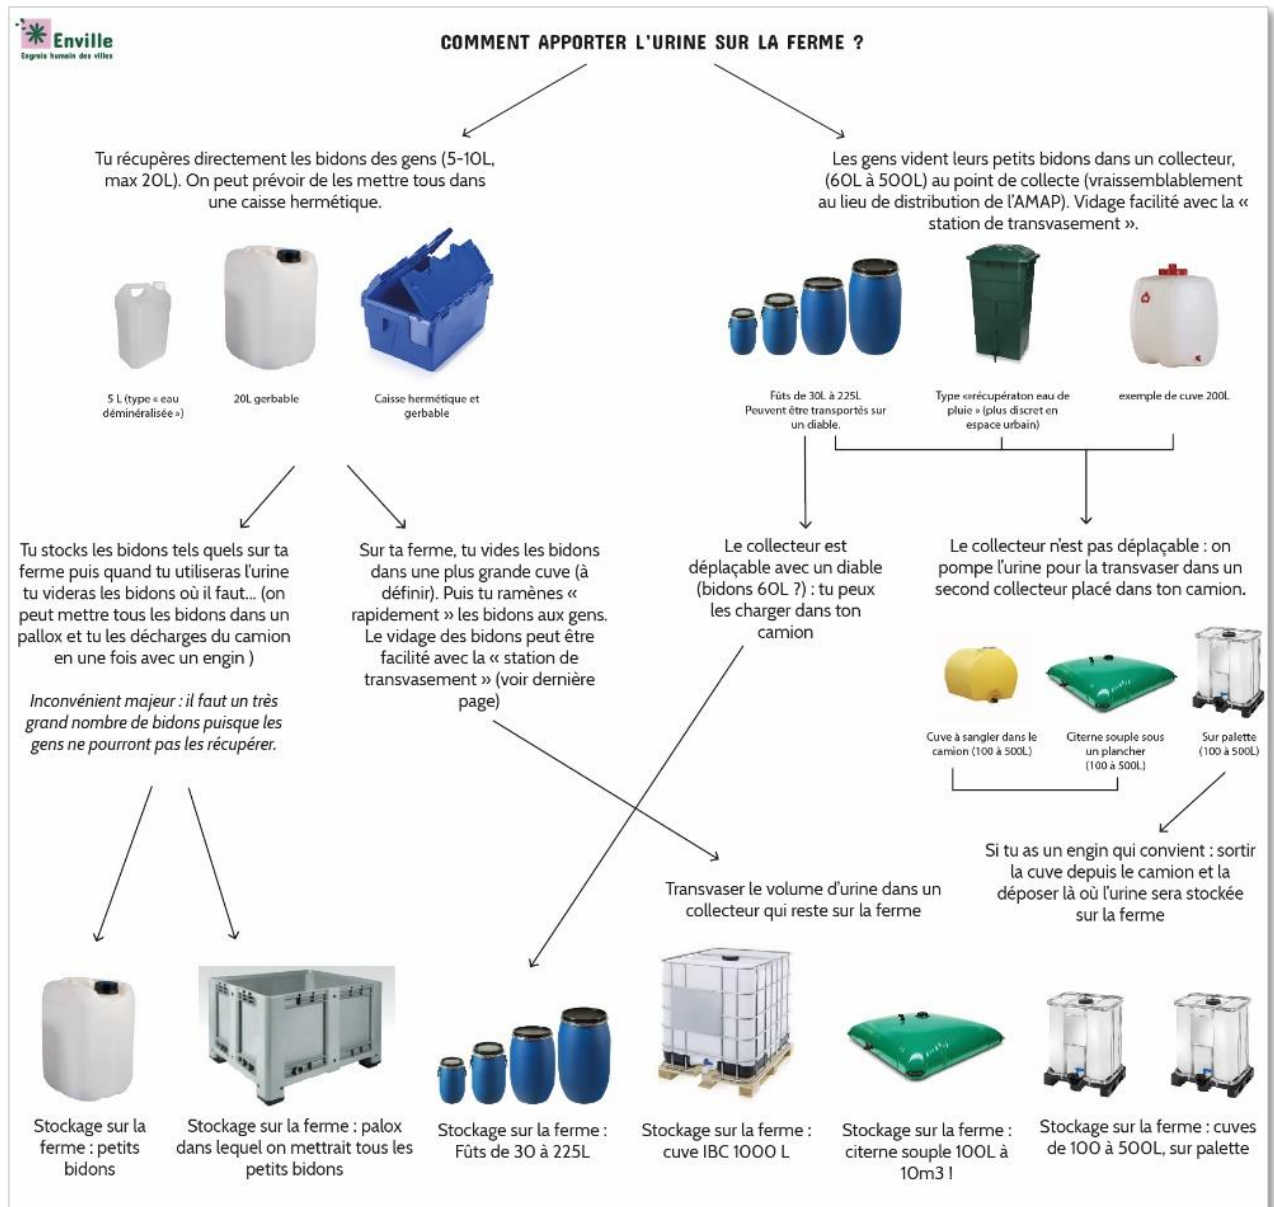 Enville
Engrais humain des villes
COMMENT APPORTER L'URINE SUR LA FERME ?
Tu récupères directement les bidons des gens (5-10L,
max 20L). On peut prévoir de les mettre tous dans
une caisse hermétique.
Les gens vident leurs petits bidons dans un collecteur,
(60L à 500L) au point de collecte (vraissemblablement
au lieu de distribution de l'AMAP). Vidage facilité avec la «
station de transvasement ».
5 L (type « eau
déminéralisée »)
20L gerbable
Caisse hermétique et
gerbable
Fûts de 30L à 225L
Peuvent être transportés sur
un diable.
Type «»récupératon eau de
pluie » (plus discret en
espace urbain)
exemple de cuve 200L
Tu stocks les bidons tels quels sur ta
ferme puis quand tu utiliseras l'urine
tu videras les bidons où il faut... (on
peut mettre tous les bidons dans un
pallox et tu les décharges du camion
en une fois avec un engin )
Inconvénient majeur : il faut un très
grand nombre de bidons puisque les
gens ne pourront pas les récupérer.
Sur ta ferme, tu vides les bidons
dans une plus grande cuve (à
définir). Puis tu ramènes «
rapidement » les bidons aux gens.
Le vidage des bidons peut être
facilité avec la « station de
transvasement » (voir dernière
page)
Le collecteur est
déplaçable avec un diable
(bidons 60L ?) : tu peux
les charger dans ton
camion
Le collecteur n'est pas déplaçable : on
pompe l'urine pour la transvaser dans un
second collecteur placé dans ton camion.
Cuve à sangler dans le
camion (100 à 500L)
Citerne souple sous
un plancher
(100 à 500L)
Sur palette
(100 à 500L)
Si tu as un engin qui convient : sortir
la cuve depuis le camion et la
déposer là où l'urine sera stockée
sur la ferme
Transvaser le volume d'urine dans un
collecteur qui reste sur la ferme
Stockage sur la
ferme : petits
bidons
Stockage sur la ferme : palox
dans lequel on mettrait tous les
petits bidons
Stockage sur la ferme :
Fûts de 30 à 225L
Stockage sur la ferme :
cuve IBC 1000 L
Stockage sur la ferme :
citerne souple 100L à
10m3 !
Stockage sur la ferme : cuves
de 100 à 500L, sur palette